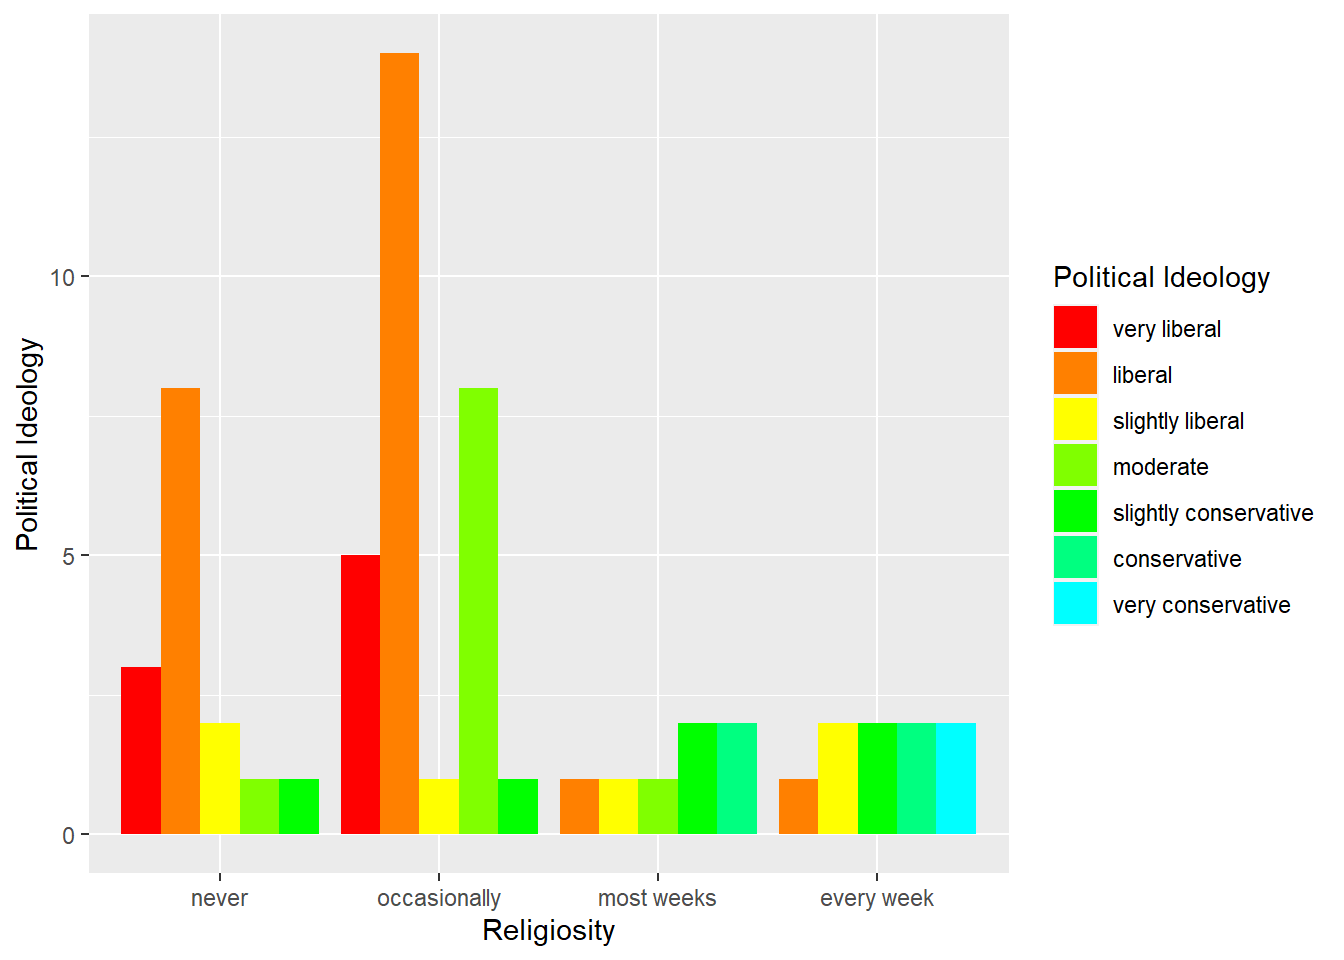 Political Ideology
10
5
0
never
occasionally
most weeks
every week
Religiosity
Political Ideology
very liberal
liberal
slightly liberal
moderate
slightly conservative
conservative
very conservative